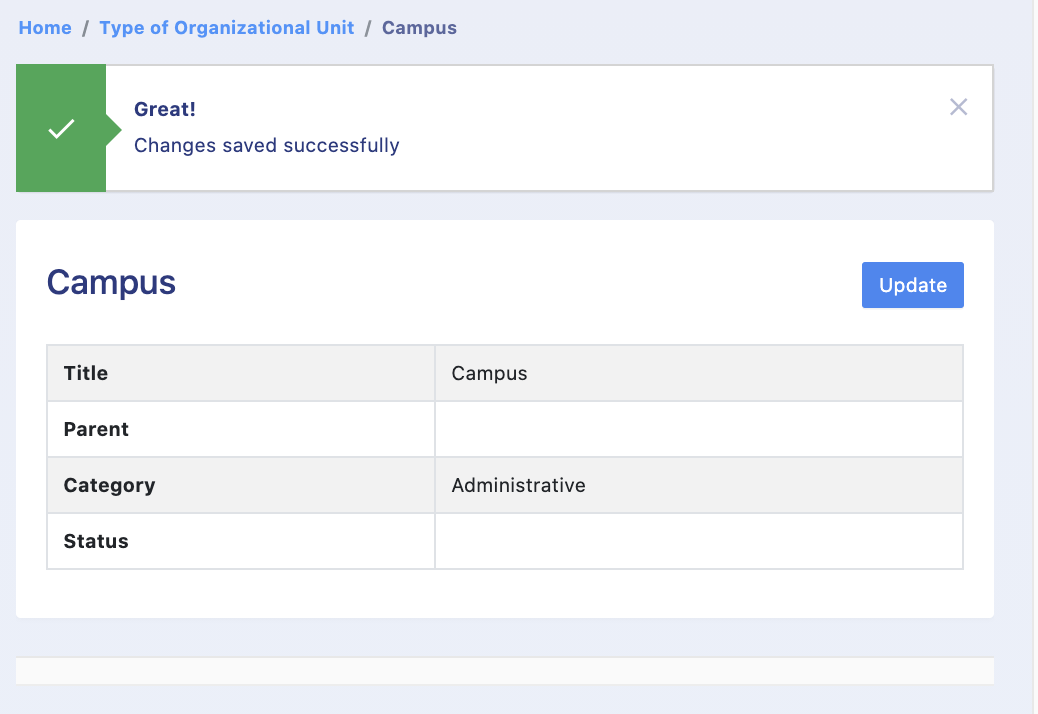 Home / Type of Organizational Unit / Campus
Great!
Changes saved successfully
Campus
Update
Title Campus
Parent
Category Administrative
Status